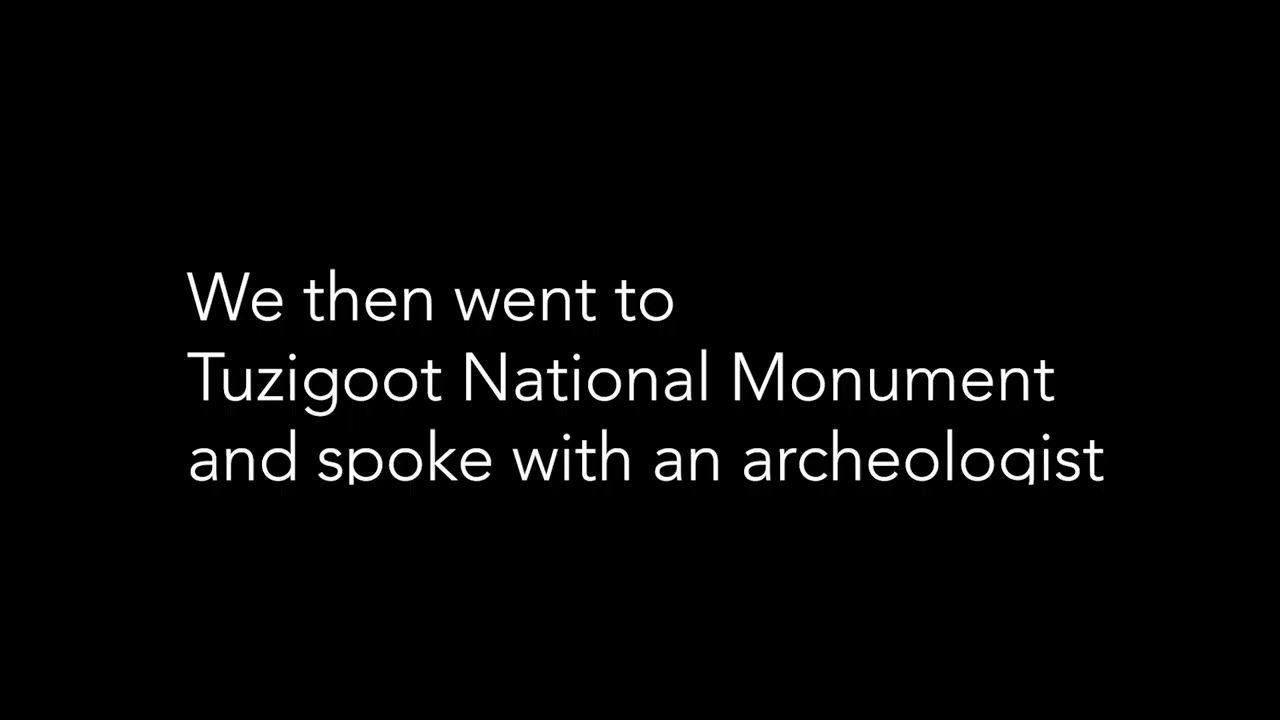 We then went to
Tuzigoot National Monument
and spoke with an archeologist